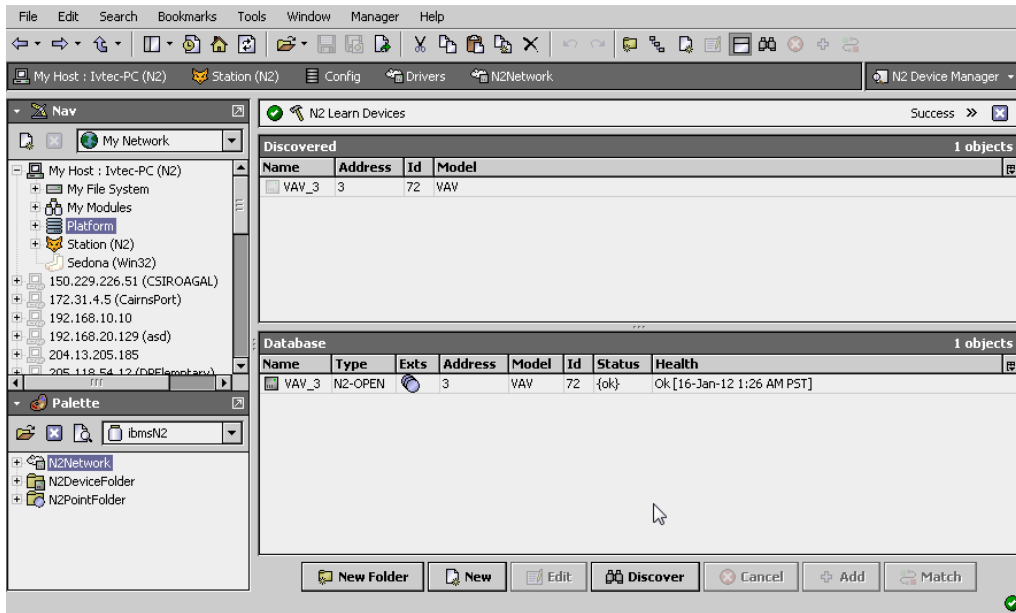 File Edit Search Bookmarks Tools Window Manager Help
My Host : Ivtec-PC (N2) Station (N2) Config Drivers N2Network N2 Device Manager
Nav
My Network
My Host : Ivtec-PC (N2)
My File System
My Modules
Platform
Station (N2)
Sedona (Win32)
150.229.226.51 (CSIROAGAL)
172.31.4.5 (CairnsPort)
192.168.10.10
192.168.20.129 (asd)
204.13.205.185
205.118.54.12 (DPElemptary)
Palette
ibmsN2
N2Network
N2DeviceFolder
N2PointFolder
N2 Learn Devices Success »
Discovered 1 objects
Name Address Id Model
VAV_3 3 72 VAV
Database 1 objects
Name Type Exts Address Model Id Status Health
VAV_3 N2-OPEN 3 VAV 72 {ok} Ok [16-Jan-12 1:26 AM PST]
New Folder New Edit Discover Cancel Add Match